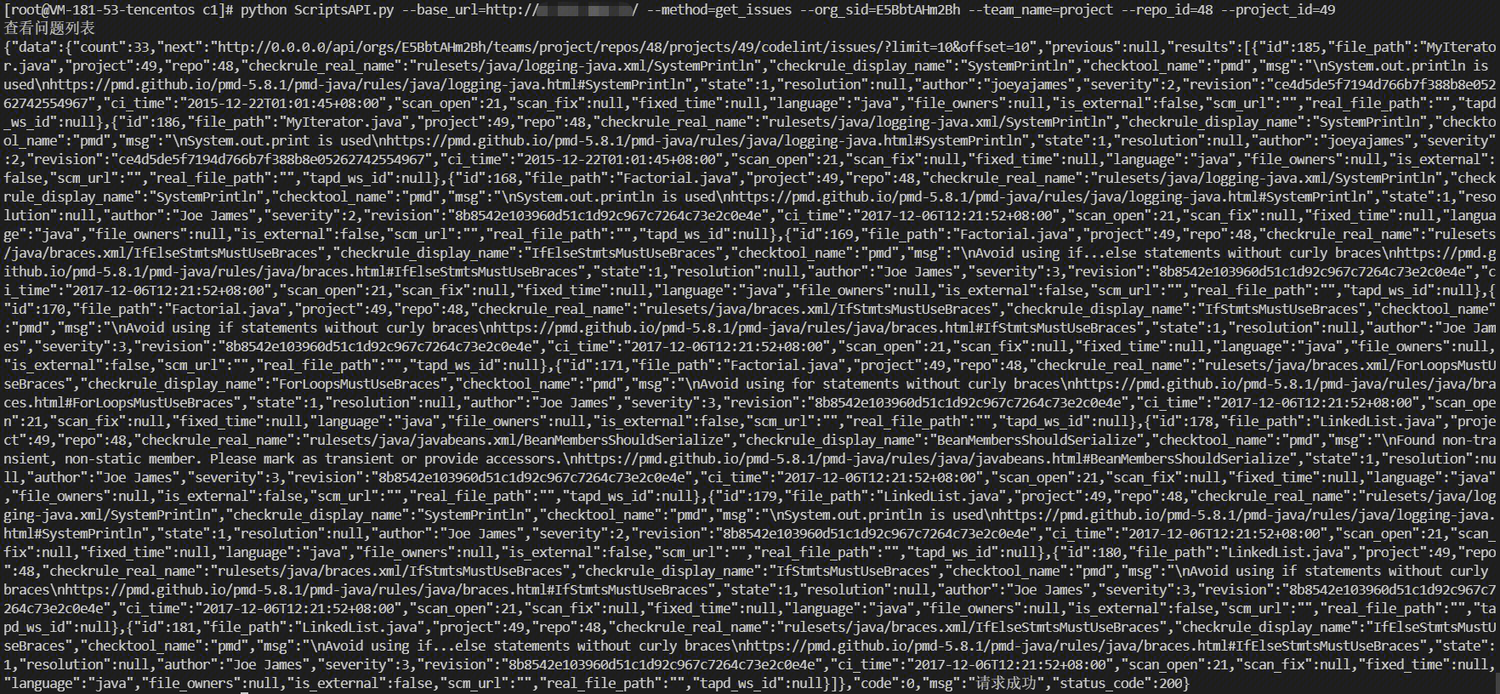 [root@VM-181-53-tencentos c1]# python ScriptsAPI.py --base_url=http:// / --method=get_issues --org_sid=E5BbtAHm2Bh --team_name=project --repo_id=48 --project_id=49
查看问题列表
{"data":{"count":33,"next":"http://0.0.0.0/api/orgs/E5BbtAHm2Bh/teams/project/repos/48/projects/49/codelint/issues/?limit=10&offset=10","previous":null,"results":[{"id":185,"file_path":"MyIterato
r.java","project":49,"repo":48,"checkrule_real_name":"rulesets/java/logging-java.xml/SystemPrintln","checkrule_display_name":"SystemPrintln","checktool_name":"pmd","msg":"\nSystem.out.println is
used\nhttps://pmd.github.io/pmd-5.8.1/pmd-java/rules/java/logging-java.html#SystemPrintln","state":1,"resolution":null,"author":"joeyajames","severity":2,"revision":"ce4d5de5f7194d766b7f388b8e052
62742554967","ci_time":"2015-12-22T01:01:45+08:00","scan_open":21,"scan_fix":null,"fixed_time":null,"language":"java","file_owners":null,"is_external":false,"scm_url":"","real_file_path":"","tapd
_ws_id":null},{"id":186,"file_path":"MyIterator.java","project":49,"repo":48,"checkrule_real_name":"rulesets/java/logging-java.xml/SystemPrintln","checkrule_display_name":"SystemPrintln","checkto
ol_name":"pmd","msg":"\nSystem.out.print is used\nhttps://pmd.github.io/pmd-5.8.1/pmd-java/rules/java/logging-java.html#SystemPrintln","state":1,"resolution":null,"author":"joeyajames","severity"
:2,"revision":"ce4d5de5f7194d766b7f388b8e05262742554967","ci_time":"2015-12-22T01:01:45+08:00","scan_open":21,"scan_fix":null,"fixed_time":null,"language":"java","file_owners":null,"is_external":
false,"scm_url":"","real_file_path":"","tapd_ws_id":null},{"id":168,"file_path":"Factorial.java","project":49,"repo":48,"checkrule_real_name":"rulesets/java/logging-java.xml/SystemPrintln","check
rule_display_name":"SystemPrintln","checktool_name":"pmd","msg":"\nSystem.out.println is used\nhttps://pmd.github.io/pmd-5.8.1/pmd-java/rules/java/logging-java.html#SystemPrintln","state":1,"reso
lution":null,"author":"Joe James","severity":2,"revision":"8b8542e103960d51c1d92c967c7264c73e2c0e4e","ci_time":"2017-12-06T12:21:52+08:00","scan_open":21,"scan_fix":null,"fixed_time":null,"langua
ge":"java","file_owners":null,"is_external":false,"scm_url":"","real_file_path":"","tapd_ws_id":null},{"id":169,"file_path":"Factorial.java","project":49,"repo":48,"checkrule_real_name":"rulesets
/java/braces.xml/IfElseStmtsMustUseBraces","checkrule_display_name":"IfElseStmtsMustUseBraces","checktool_name":"pmd","msg":"\nAvoid using if...else statements without curly braces\nhttps://pmd.g
ithub.io/pmd-5.8.1/pmd-java/rules/java/braces.html#IfElseStmtsMustUseBraces","state":1,"resolution":null,"author":"Joe James","severity":3,"revision":"8b8542e103960d51c1d92c967c7264c73e2c0e4e","c
i_time":"2017-12-06T12:21:52+08:00","scan_open":21,"scan_fix":null,"fixed_time":null,"language":"java","file_owners":null,"is_external":false,"scm_url":"","real_file_path":"","tapd_ws_id":null},{
"id":170,"file_path":"Factorial.java","project":49,"repo":48,"checkrule_real_name":"rulesets/java/braces.xml/IfStmtsMustUseBraces","checkrule_display_name":"IfStmtsMustUseBraces","checktool_name"
:"pmd","msg":"\nAvoid using if statements without curly braces\nhttps://pmd.github.io/pmd-5.8.1/pmd-java/rules/java/braces.html#IfStmtsMustUseBraces","state":1,"resolution":null,"author":"Joe Jam
es","severity":3,"revision":"8b8542e103960d51c1d92c967c7264c73e2c0e4e","ci_time":"2017-12-06T12:21:52+08:00","scan_open":21,"scan_fix":null,"fixed_time":null,"language":"java","file_owners":null,
"is_external":false,"scm_url":"","real_file_path":"","tapd_ws_id":null},{"id":171,"file_path":"Factorial.java","project":49,"repo":48,"checkrule_real_name":"rulesets/java/braces.xml/ForLoopsMustU
seBraces","checkrule_display_name":"ForLoopsMustUseBraces","checktool_name":"pmd","msg":"\nAvoid using for statements without curly braces\nhttps://pmd.github.io/pmd-5.8.1/pmd-java/rules/java/bra
ces.html#ForLoopsMustUseBraces","state":1,"resolution":null,"author":"Joe James","severity":3,"revision":"8b8542e103960d51c1d92c967c7264c73e2c0e4e","ci_time":"2017-12-06T12:21:52+08:00","scan_ope
n":21,"scan_fix":null,"fixed_time":null,"language":"java","file_owners":null,"is_external":false,"scm_url":"","real_file_path":"","tapd_ws_id":null},{"id":178,"file_path":"LinkedList.java","proje
ct":49,"repo":48,"checkrule_real_name":"rulesets/java/javabeans.xml/BeanMembersShouldSerialize","checkrule_display_name":"BeanMembersShouldSerialize","checktool_name":"pmd","msg":"\nFound non-tra
nsient, non-static member. Please mark as transient or provide accessors.\nhttps://pmd.github.io/pmd-5.8.1/pmd-java/rules/java/javabeans.html#BeanMembersShouldSerialize","state":1,"resolution":nu
ll,"author":"Joe James","severity":3,"revision":"8b8542e103960d51c1d92c967c7264c73e2c0e4e","ci_time":"2017-12-06T12:21:52+08:00","scan_open":21,"scan_fix":null,"fixed_time":null,"language":"java"
,"file_owners":null,"is_external":false,"scm_url":"","real_file_path":"","tapd_ws_id":null},{"id":179,"file_path":"LinkedList.java","project":49,"repo":48,"checkrule_real_name":"rulesets/java/log
ging-java.xml/SystemPrintln","checkrule_display_name":"SystemPrintln","checktool_name":"pmd","msg":"\nSystem.out.println is used\nhttps://pmd.github.io/pmd-5.8.1/pmd-java/rules/java/logging-java.
html#SystemPrintln","state":1,"resolution":null,"author":"Joe James","severity":2,"revision":"8b8542e103960d51c1d92c967c7264c73e2c0e4e","ci_time":"2017-12-06T12:21:52+08:00","scan_open":21,"scan_
fix":null,"fixed_time":null,"language":"java","file_owners":null,"is_external":false,"scm_url":"","real_file_path":"","tapd_ws_id":null},{"id":180,"file_path":"LinkedList.java","project":49,"repo
":48,"checkrule_real_name":"rulesets/java/braces.xml/IfStmtsMustUseBraces","checkrule_display_name":"IfStmtsMustUseBraces","checktool_name":"pmd","msg":"\nAvoid using if statements without curly
braces\nhttps://pmd.github.io/pmd-5.8.1/pmd-java/rules/java/braces.html#IfStmtsMustUseBraces","state":1,"resolution":null,"author":"Joe James","severity":3,"revision":"8b8542e103960d51c1d92c967c7
264c73e2c0e4e","ci_time":"2017-12-06T12:21:52+08:00","scan_open":21,"scan_fix":null,"fixed_time":null,"language":"java","file_owners":null,"is_external":false,"scm_url":"","real_file_path":"","ta
pd_ws_id":null},{"id":181,"file_path":"LinkedList.java","project":49,"repo":48,"checkrule_real_name":"rulesets/java/braces.xml/IfElseStmtsMustUseBraces","checkrule_display_name":"IfElseStmtsMustU
seBraces","checktool_name":"pmd","msg":"\nAvoid using if...else statements without curly braces\nhttps://pmd.github.io/pmd-5.8.1/pmd-java/rules/java/braces.html#IfElseStmtsMustUseBraces","state":
1,"resolution":null,"author":"Joe James","severity":3,"revision":"8b8542e103960d51c1d92c967c7264c73e2c0e4e","ci_time":"2017-12-06T12:21:52+08:00","scan_open":21,"scan_fix":null,"fixed_time":null,
"language":"java","file_owners":null,"is_external":false,"scm_url":"","real_file_path":"","tapd_ws_id":null}]},"code":0,"msg":"请求成功","status_code":200}